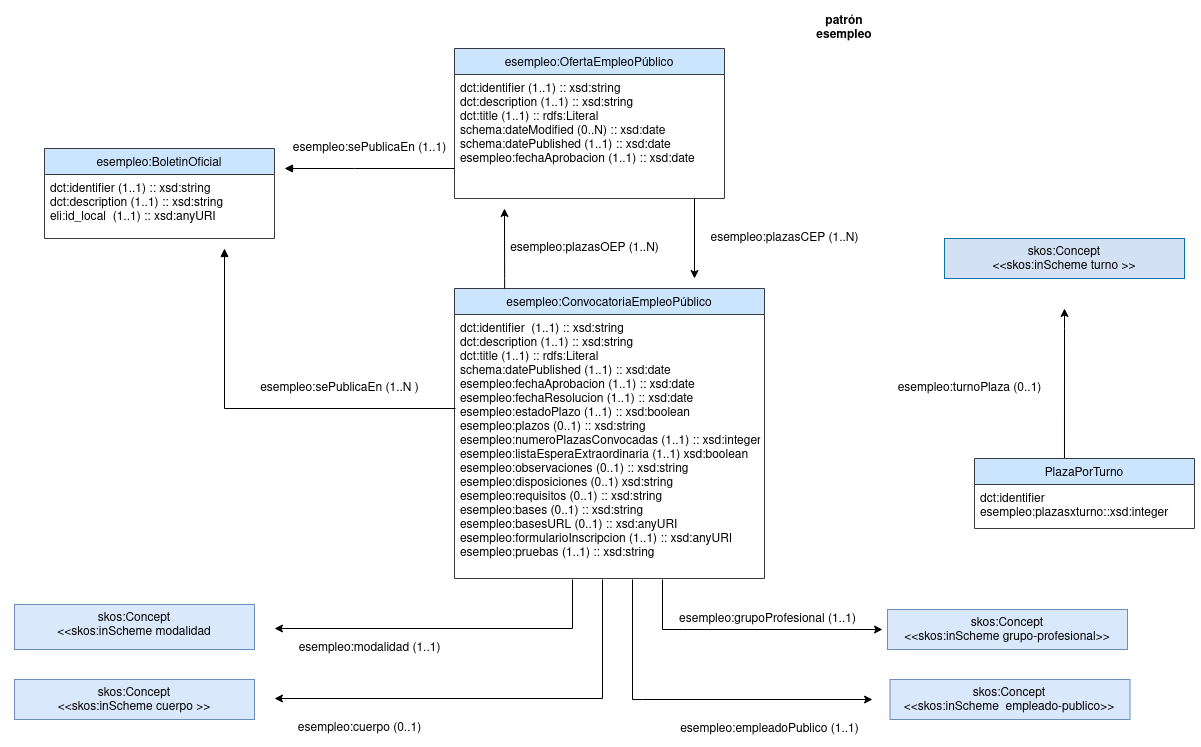 patrón
esempleo
esempleo:OfertaEmpleoPúblico
dct:identifier (1..1) :: xsd:string
dct:description (1..1) :: xsd:string
dct:title (1..1) :: rdfs:Literal
schema:dateModified (0..N) :: xsd:date
schema:datePublished (1..1) :: xsd:date
esempleo:fechaAprobacion (1..1) :: xsd:date
esempleo:sePublicaEn (1..1)
esempleo:BoletinOficial
dct:identifier (1..1) :: xsd:string
dct:description (1..1) :: xsd:string
eli:id_local  (1..1) :: xsd:anyURI
esempleo:plazasOEP (1..N)
esempleo:plazasCEP (1..N)
skos:Concept
<<skos:inScheme turno >>
esempleo:ConvocatoriaEmpleoPúblico
dct:identifier  (1..1) :: xsd:string
dct:description (1..1) :: xsd:string
dct:title (1..1) :: rdfs:Literal
schema:datePublished (1..1) :: xsd:date
esempleo:fechaAprobacion (1..1) :: xsd:date
esempleo:fechaResolucion (1..1) :: xsd:date
esempleo:estadoPlazo (1..1) :: xsd:boolean
esempleo:plazos (0..1) :: xsd:string
esempleo:numeroPlazasConvocadas (1..1) :: xsd:integer
esempleo:listaEsperaExtraordinaria (1..1) xsd:boolean
esempleo:observaciones (0..1) :: xsd:string
esempleo:disposiciones (0..1) xsd:string
esempleo:requisitos (0..1) :: xsd:string
esempleo:bases (0..1) :: xsd:string
esempleo:basesURL (0..1) :: xsd:anyURI
esempleo:formularioInscripcion (1..1) :: xsd:anyURI
esempleo:pruebas (1..1) :: xsd:string
esempleo:sePublicaEn (1..N )
esempleo:turnoPlaza (0..1)
PlazaPorTurno
dct:identifier
esempleo:plazasxturno::xsd:integer
skos:Concept
<<skos:inScheme modalidad
esempleo:modalidad (1..1)
esempleo:grupoProfesional (1..1)
skos:Concept
<<skos:inScheme grupo-profesional>>
skos:Concept
<<skos:inScheme cuerpo >>
esempleo:cuerpo (0..1)
esempleo:empleadoPublico (1..1)
skos:Concept
<<skos:inScheme  empleado-publico>>